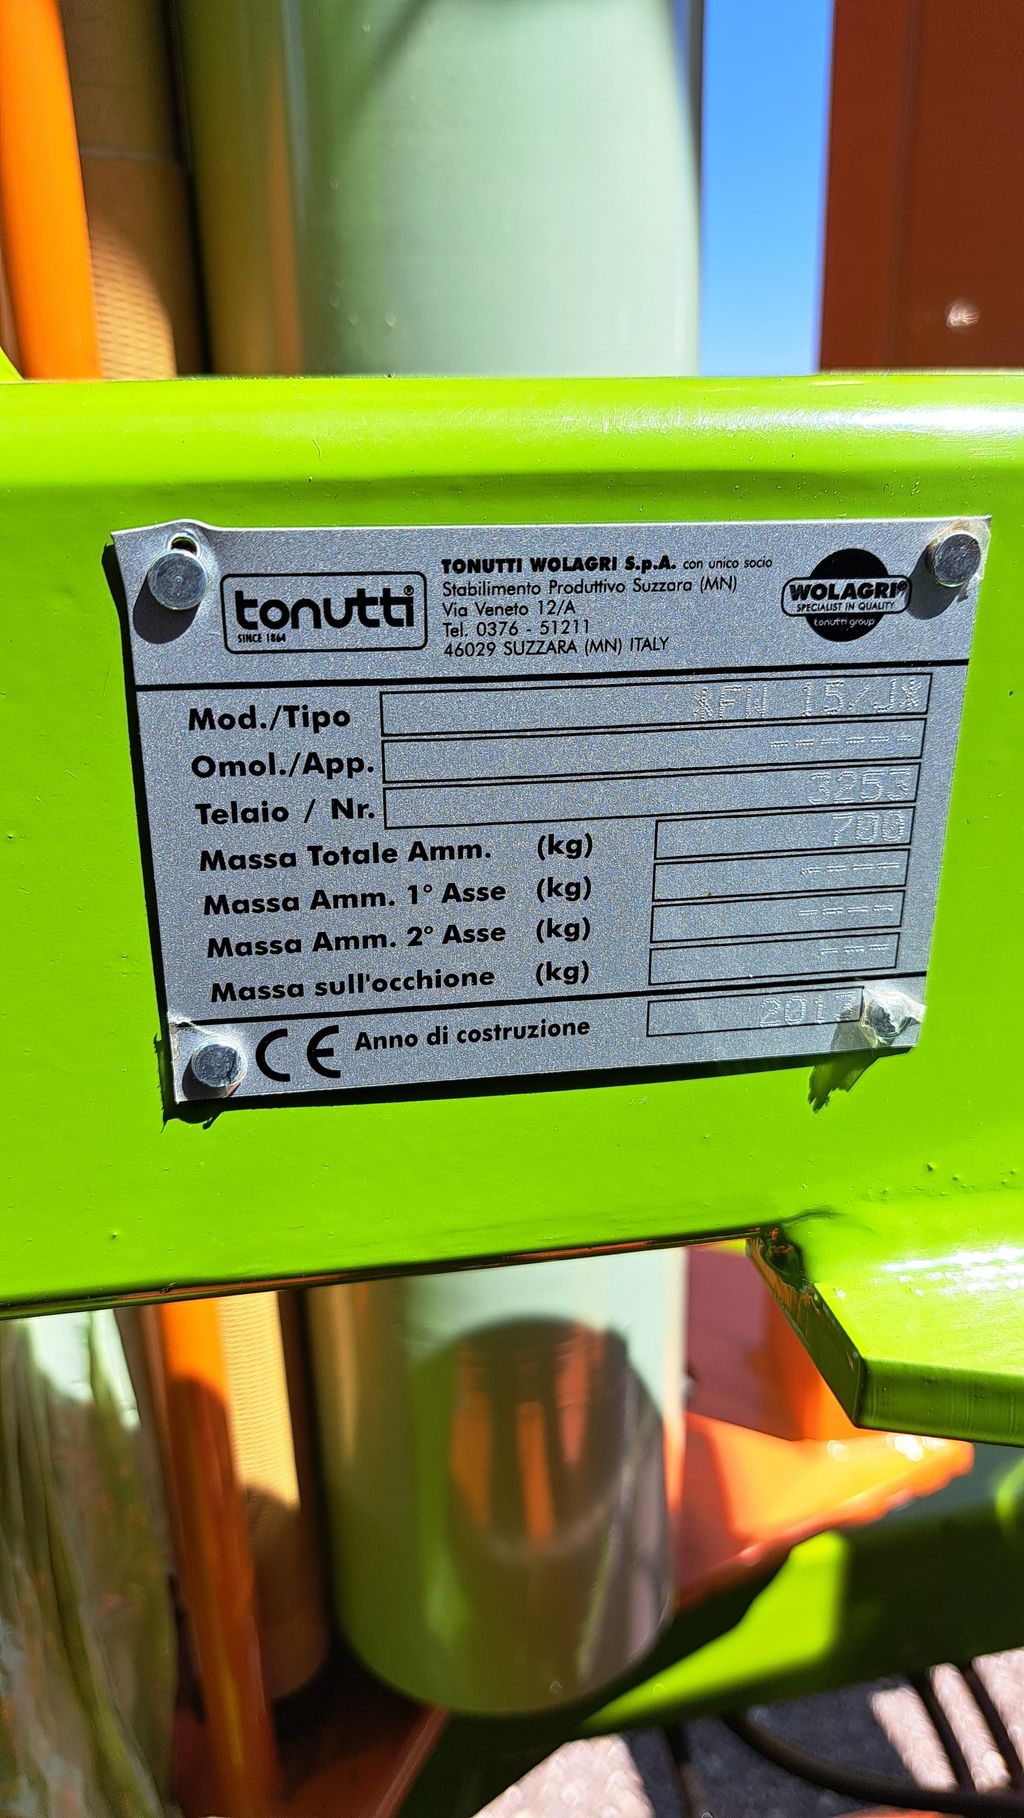 tonutti®
SINCE 1864
TONUTTI WOLAGRI S.p.A. con unico socio
Stabilimento Produttivo Suzzara (MN)
Via Veneto 12/A
Tel. 0376 - 51211
46029 SUZZARA (MN) ITALY
WOLAGRI®
SPECIALIST IN QUALITY
tonutti group
Mod./Tipo 15/JX
Omol./App. ------
Telaio / Nr. 3253
Massa Totale Amm. (kg) 700
Massa Amm. 1° Asse (kg) ----
Massa Amm. 2° Asse (kg) ----
Massa sull'occhione (kg) ---
CE Anno di costruzione